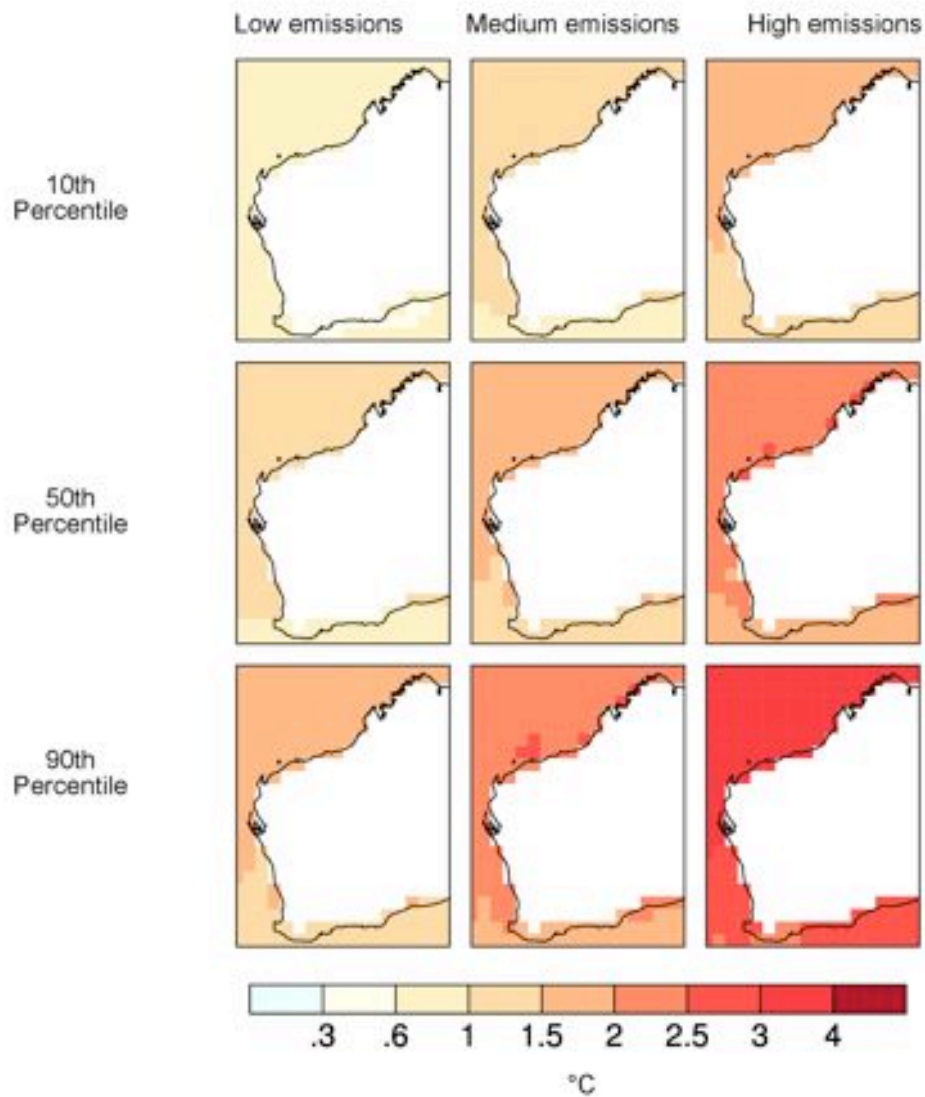 Low emissions Medium emissions High emissions
10th
Percentile
50th
Percentile
90th
Percentile
.3 .6 1 1.5 2 2.5 3 4
°C